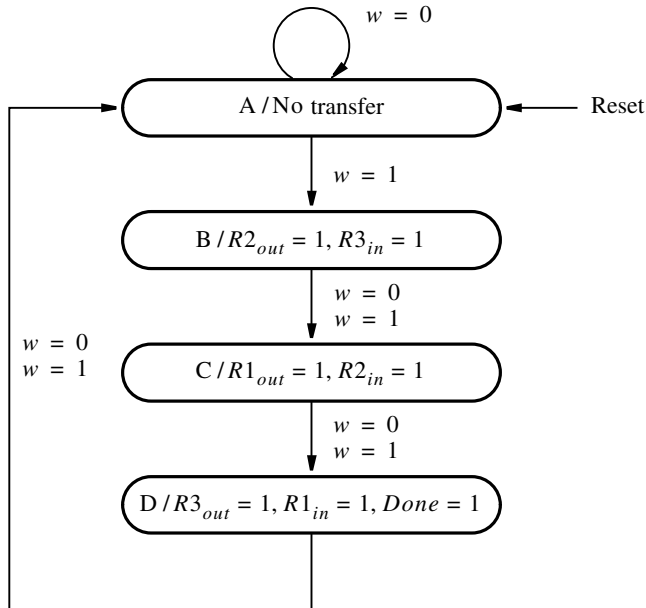 w = 0
A / No transfer
Reset
w = 1
B / R2out = 1, R3in = 1
w = 0
w = 1
w = 0
w = 1
C / R1out = 1, R2in = 1
w = 0
w = 1
D / R3out = 1, R1in = 1, Done = 1